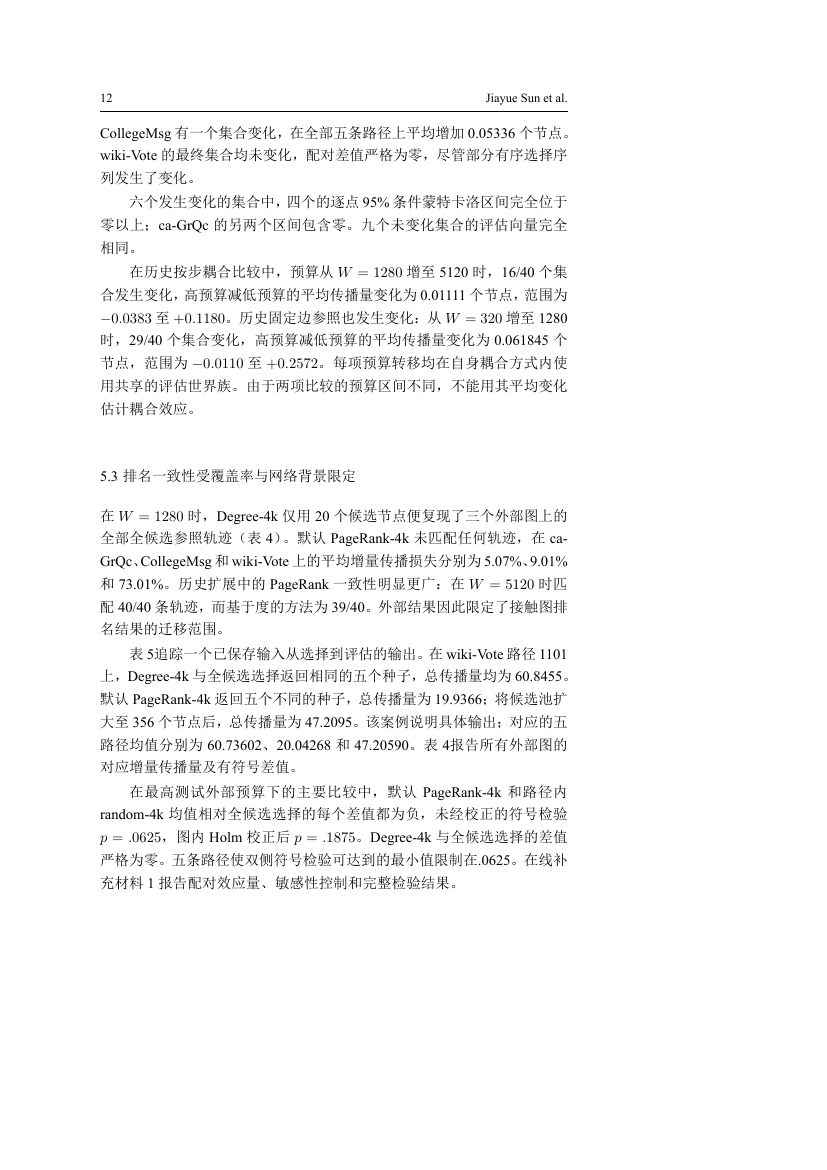 12
Jiayue Sun et al.
CollegeMsg 有一个集合变化，在全部五条路径上平均增加 0.05336 个节点。
wiki-Vote 的最终集合均未变化，配对差值严格为零，尽管部分有序选择序
列发生了变化。
六个发生变化的集合中，四个的逐点 95% 条件蒙特卡洛区间完全位于
零以上；ca-GrQc 的另两个区间包含零。九个未变化集合的评估向量完全
相同。
在历史按步耦合比较中，预算从 W = 1280 增至 5120 时，16/40 个集
合发生变化，高预算减低预算的平均传播量变化为 0.01111 个节点，范围为
−0.0383 至 +0.1180。历史固定边参照也发生变化：从 W = 320 增至 1280
时，29/40 个集合变化，高预算减低预算的平均传播量变化为 0.061845 个
节点，范围为 −0.0110 至 +0.2572。每项预算转移均在自身耦合方式内使
用共享的评估世界族。由于两项比较的预算区间不同，不能用其平均变化
估计耦合效应。
5.3 排名一致性受覆盖率与网络背景限定
在 W = 1280 时，Degree-4k 仅用 20 个候选节点便复现了三个外部图上的
全部全候选参照轨迹（表 4）。默认 PageRank-4k 未匹配任何轨迹，在 ca-
GrQc、CollegeMsg 和 wiki-Vote 上的平均增量传播损失分别为 5.07%、9.01%
和 73.01%。历史扩展中的 PageRank 一致性明显更广：在 W = 5120 时匹
配 40/40 条轨迹，而基于度的方法为 39/40。外部结果因此限定了接触图排
名结果的迁移范围。
表 5追踪一个已保存输入从选择到评估的输出。在 wiki-Vote 路径 1101
上，Degree-4k 与全候选选择返回相同的五个种子，总传播量均为 60.8455。
默认 PageRank-4k 返回五个不同的种子，总传播量为 19.9366；将候选池扩
大至 356 个节点后，总传播量为 47.2095。该案例说明具体输出；对应的五
路径均值分别为 60.73602、20.04268 和 47.20590。表 4报告所有外部图的
对应增量传播量及有符号差值。
在最高测试外部预算下的主要比较中，默认 PageRank-4k 和路径内
random-4k 均值相对全候选选择的每个差值都为负，未经校正的符号检验
p = .0625，图内 Holm 校正后 p = .1875。Degree-4k 与全候选选择的差值
严格为零。五条路径使双侧符号检验可达到的最小值限制在.0625。在线补
充材料 1 报告配对效应量、敏感性控制和完整检验结果。